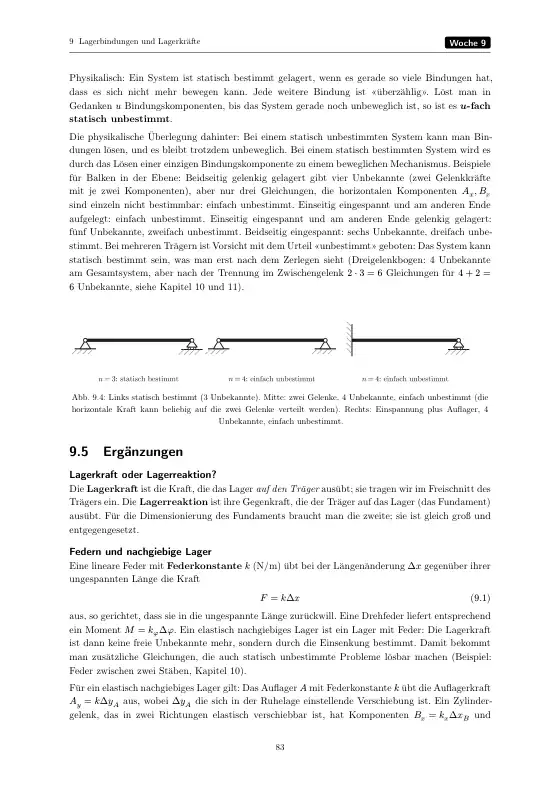 9 Lagerbindungen und Lagerkräfte
Woche 9
Physikalisch: Ein System ist statisch bestimmt gelagert, wenn es gerade so viele Bindungen hat,
dass es sich nicht mehr bewegen kann. Jede weitere Bindung ist «überzählig». Löst man in
Gedanken u Bindungskomponenten, bis das System gerade noch unbeweglich ist, so ist es u-fach
statisch unbestimmt.
Die physikalische Überlegung dahinter: Bei einem statisch unbestimmten System kann man Bin-
dungen lösen, und es bleibt trotzdem unbeweglich. Bei einem statisch bestimmten System wird es
durch das Lösen einer einzigen Bindungskomponente zu einem beweglichen Mechanismus. Beispiele
für Balken in der Ebene: Beidseitig gelenkig gelagert gibt vier Unbekannte (zwei Gelenkkräfte
mit je zwei Komponenten), aber nur drei Gleichungen, die horizontalen Komponenten Aₓ, Bₓ
sind einzeln nicht bestimmbar: einfach unbestimmt. Einseitig eingespannt und am anderen Ende
aufgelegt: einfach unbestimmt. Einseitig eingespannt und am anderen Ende gelenkig gelagert:
fünf Unbekannte, zweifach unbestimmt. Beidseitig eingespannt: sechs Unbekannte, dreifach unbe-
stimmt. Bei mehreren Trägern ist Vorsicht mit dem Urteil «unbestimmt» geboten: Das System kann
statisch bestimmt sein, was man erst nach dem Zerlegen sieht (Dreigelenkbogen: 4 Unbekannte
am Gesamtsystem, aber nach der Trennung im Zwischengelenk 2 · 3 = 6 Gleichungen für 4 + 2 =
6 Unbekannte, siehe Kapitel 10 und 11).
n = 3: statisch bestimmt
n = 4: einfach unbestimmt
n = 4: einfach unbestimmt
Abb. 9.4: Links statisch bestimmt (3 Unbekannte). Mitte: zwei Gelenke, 4 Unbekannte, einfach unbestimmt (die
horizontale Kraft kann beliebig auf die zwei Gelenke verteilt werden). Rechts: Einspannung plus Auflager, 4
Unbekannte, einfach unbestimmt.
9.5 Ergänzungen
Lagerkraft oder Lagerreaktion?
Die Lagerkraft ist die Kraft, die das Lager auf den Träger ausübt; sie tragen wir im Freischnitt des
Trägers ein. Die Lagerreaktion ist ihre Gegenkraft, die der Träger auf das Lager (das Fundament)
ausübt. Für die Dimensionierung des Fundaments braucht man die zweite; sie ist gleich groß und
entgegengesetzt.
Federn und nachgiebige Lager
Eine lineare Feder mit Federkonstante k (N/m) übt bei der Längenänderung Δx gegenüber ihrer
ungespannten Länge die Kraft
F = kΔx (9.1)
aus, so gerichtet, dass sie in die ungespannte Länge zurückwill. Eine Drehfeder liefert entsprechend
ein Moment M = k_φΔφ. Ein elastisch nachgiebiges Lager ist ein Lager mit Feder: Die Lagerkraft
ist dann keine freie Unbekannte mehr, sondern durch die Einsenkung bestimmt. Damit bekommt
man zusätzliche Gleichungen, die auch statisch unbestimmte Probleme lösbar machen (Beispiel:
Feder zwischen zwei Stäben, Kapitel 10).
Für ein elastisch nachgiebiges Lager gilt: Das Auflager A mit Federkonstante k übt die Auflagerkraft
A_y = kΔy_A aus, wobei Δy_A die sich in der Ruhelage einstellende Verschiebung ist. Ein Zylinder-
gelenk, das in zwei Richtungen elastisch verschiebbar ist, hat Komponenten Bₓ = kₓΔx_B und
83